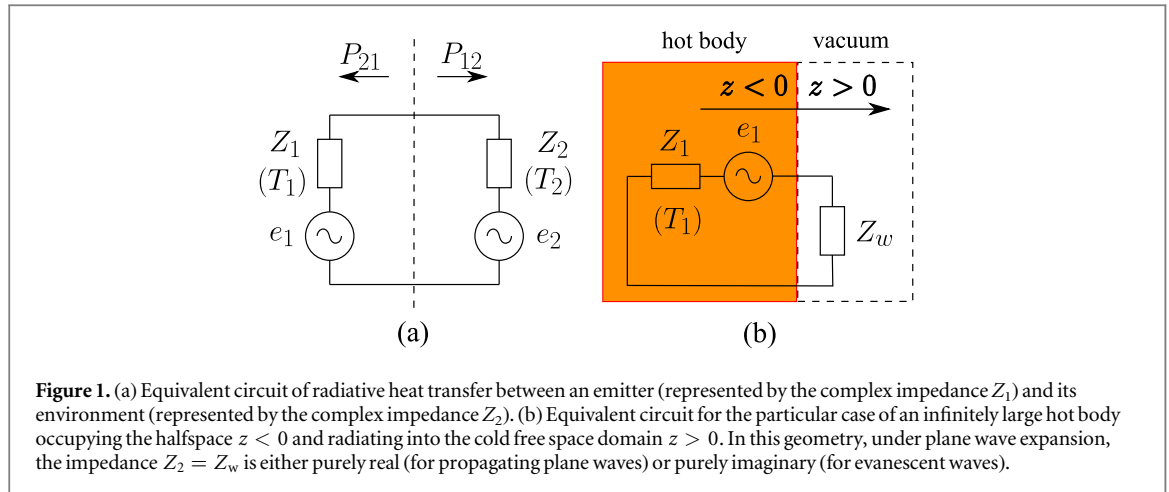 P₂₁ P₁₂
Z₁ Z₂
(T₁) (T₂)
e₁ e₂
(a)
hot body vacuum
z < 0 z > 0
e₁
Z₁
(T₁)
Z_w
(b)
Figure 1. (a) Equivalent circuit of radiative heat transfer between an emitter (represented by the complex impedance Z₁) and its
environment (represented by the complex impedance Z₂). (b) Equivalent circuit for the particular case of an infinitely large hot body
occupying the halfspace z < 0 and radiating into the cold free space domain z > 0. In this geometry, under plane wave expansion,
the impedance Z₂ = Z_w is either purely real (for propagating plane waves) or purely imaginary (for evanescent waves).